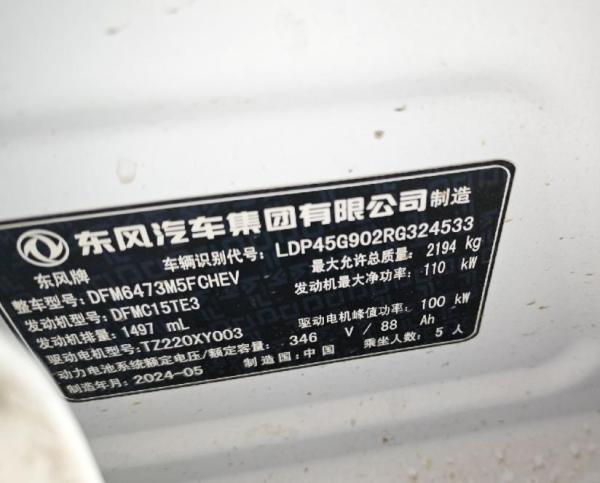 东风汽车集团有限公司 制造
东风牌 车辆识别代号: LDP45G902RG324533
整车型号: DFM6473M5FCHEV 最大允许总质量: 2194 kg
发动机型号: DFMC15TE3 发动机最大净功率: 110 kW
发动机排量: 1497 mL
驱动电机型号: TZ220XY003 驱动电机峰值功率: 100 kW
动力电池系统额定电压/额定容量: 346 V / 88 Ah
制造年月: 2024-05 制造国: 中国 乘坐人数: 5 人